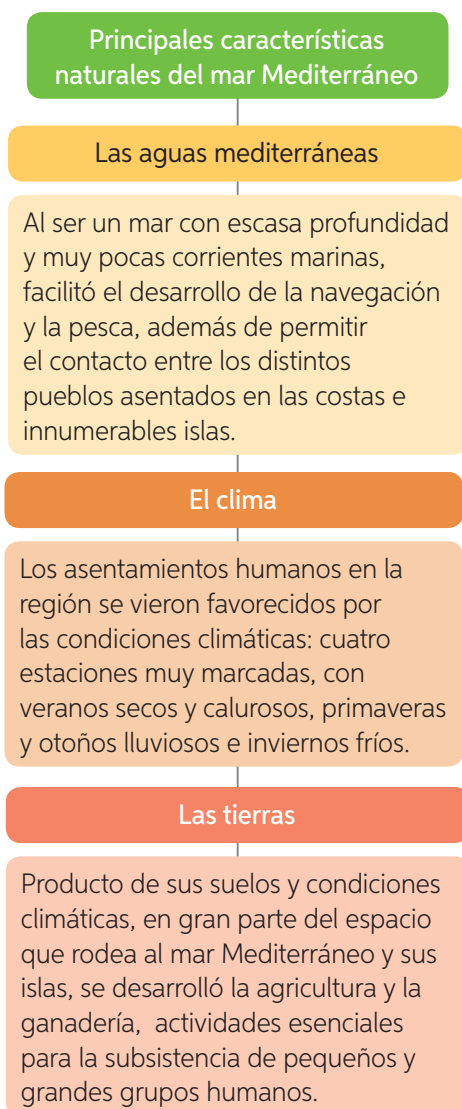 Principales características
naturales del mar Mediterráneo
Las aguas mediterráneas
Al ser un mar con escasa profundidad
y muy pocas corrientes marinas,
facilitó el desarrollo de la navegación
y la pesca, además de permitir
el contacto entre los distintos
pueblos asentados en las costas e
innumerables islas.
El clima
Los asentamientos humanos en la
región se vieron favorecidos por
las condiciones climáticas: cuatro
estaciones muy marcadas, con
veranos secos y calurosos, primaveras
y otoños lluviosos e inviernos fríos.
Las tierras
Producto de sus suelos y condiciones
climáticas, en gran parte del espacio
que rodea al mar Mediterráneo y sus
islas, se desarrolló la agricultura y la
ganadería, actividades esenciales
para la subsistencia de pequeños y
grandes grupos humanos.